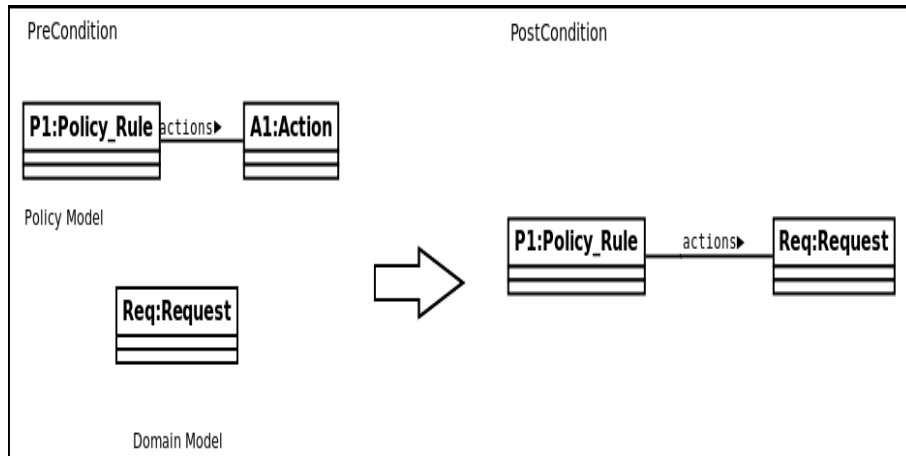 PreCondition
PostCondition
P1:Policy_Rule
actions▶
A1:Action
Policy Model
P1:Policy_Rule
actions▶
Req:Request
Req:Request
Domain Model